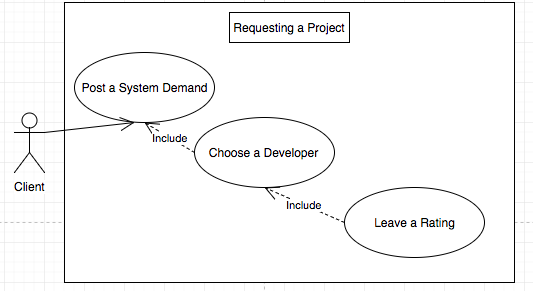 Requesting a Project
Post a System Demand
Include
Choose a Developer
Client
Include
Leave a Rating